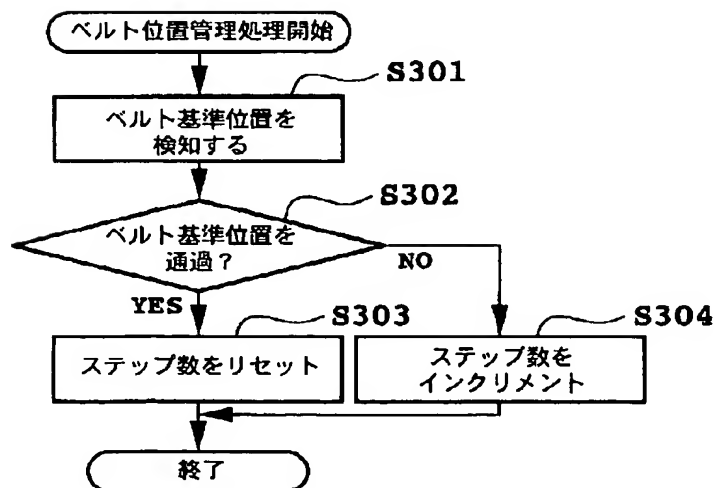 ベルト位置管理処理開始
S301
ベルト基準位置を
検知する
S302
ベルト基準位置を
通過？
NO
YES
S303
S304
ステップ数をリセット
ステップ数を
インクリメント
終了